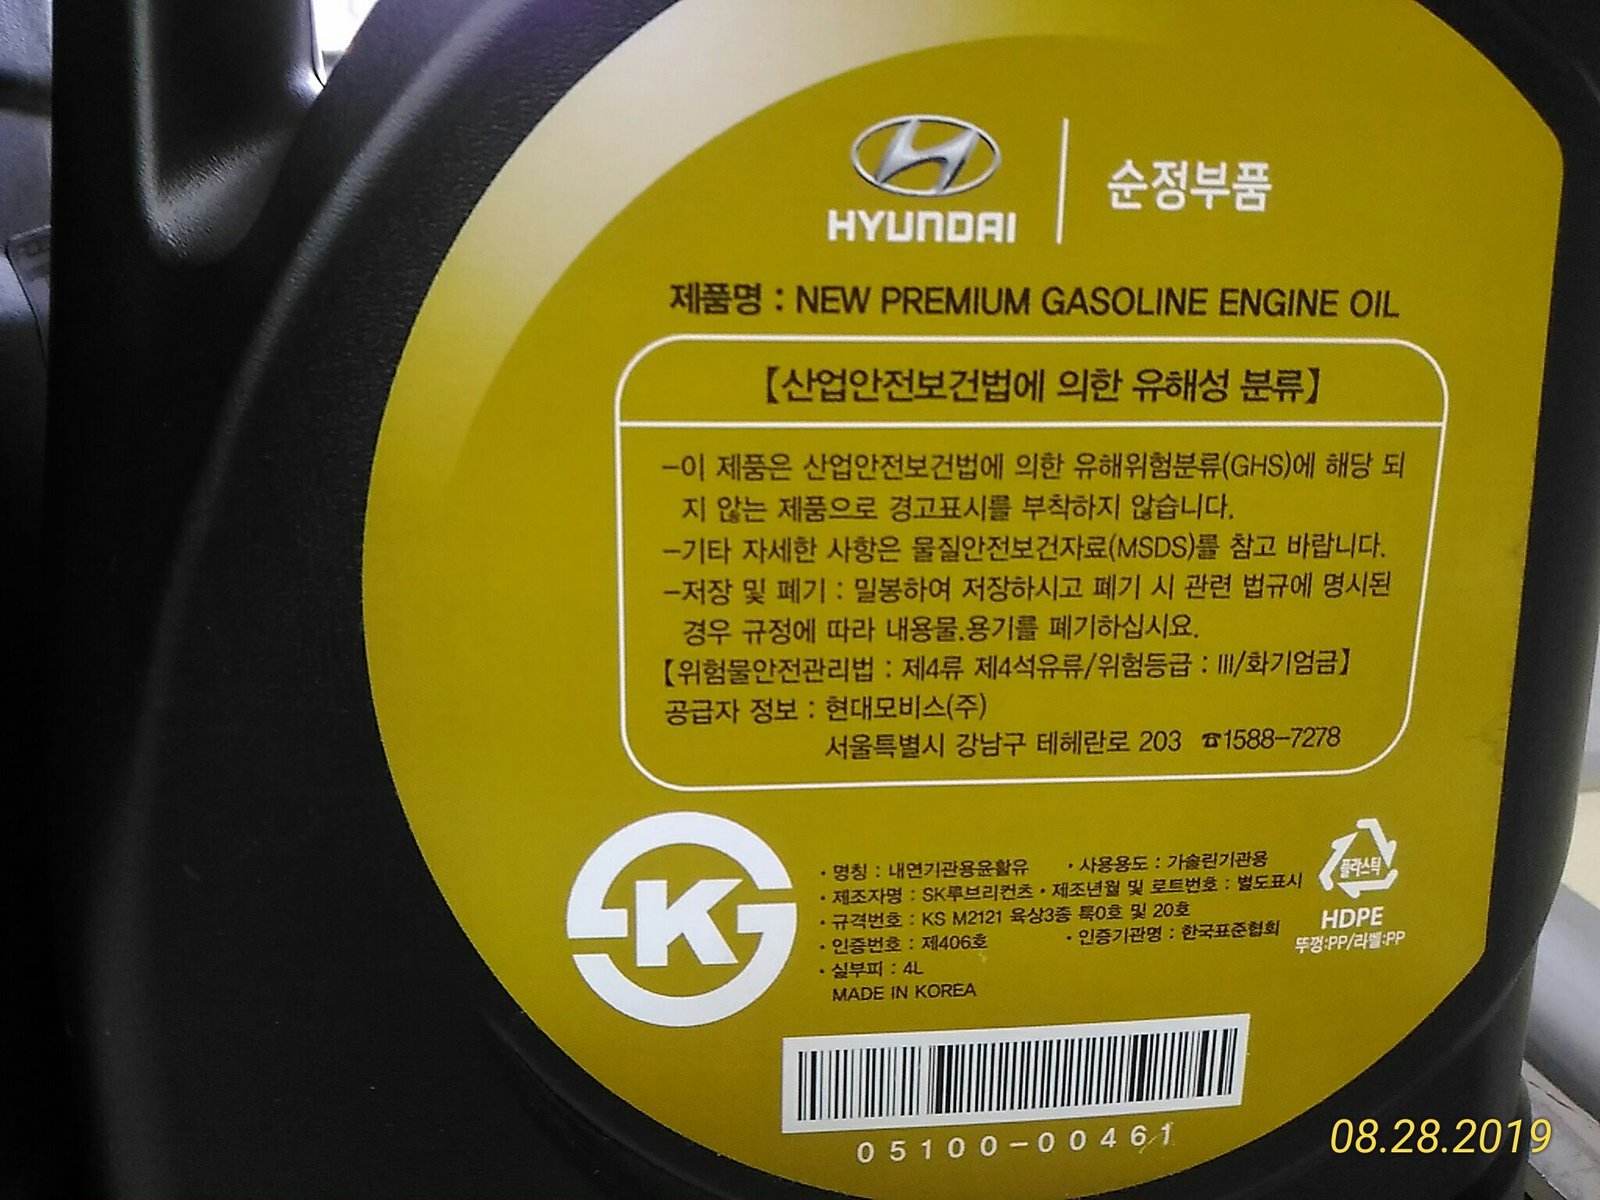 HYUNDAI
순정부품
제품명 : NEW PREMIUM GASOLINE ENGINE OIL
【산업안전보건법에 의한 유해성 분류】
-이 제품은 산업안전보건법에 의한 유해위험분류(GHS)에 해당 되
지 않는 제품으로 경고표시를 부착하지 않습니다.
-기타 자세한 사항은 물질안전보건자료(MSDS)를 참고 바랍니다.
-저장 및 폐기 : 밀봉하여 저장하시고 폐기 시 관련 법규에 명시된
경우 규정에 따라 내용물.용기를 폐기하십시요.
【위험물안전관리법 : 제4류 제4석유류/위험등급 : III/화기엄금】
공급자 정보 : 현대모비스(주)
서울특별시 강남구 테헤란로 203 ☎1588-7278
K
· 명칭 : 내연기관용윤활유 · 사용용도 : 가솔린기관용
· 제조자명 : SK루브리컨츠 · 제조년월 및 로트번호 : 별도표시
· 규격번호 : KS M2121 육상3종 특0호 및 20호
· 인증번호 : 제406호 · 인증기관명 : 한국표준협회
· 실부피 : 4L
MADE IN KOREA
플라스틱
HDPE
뚜껑:PP/라벨:PP
05100-00461
08.28.2019